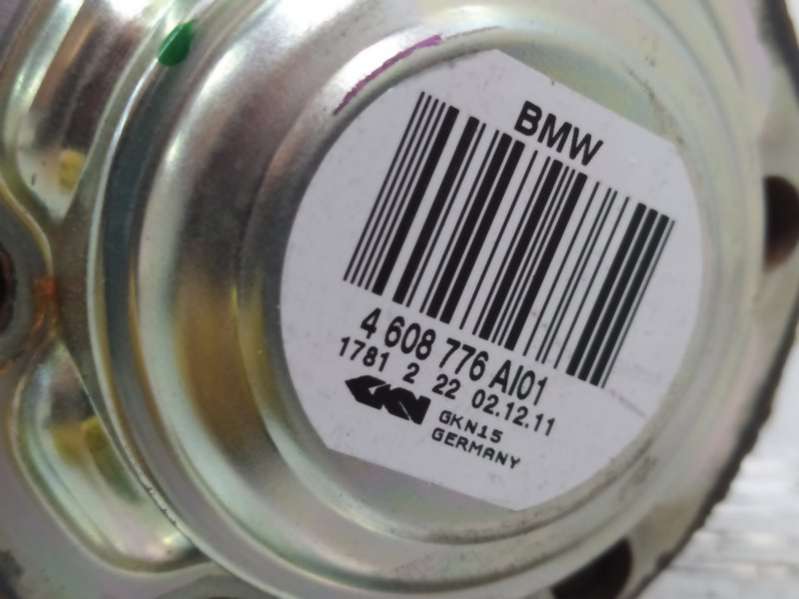 BMW
4 608 776 AI01
1781 2 22 02.12.11
GKN GKN15
GERMANY